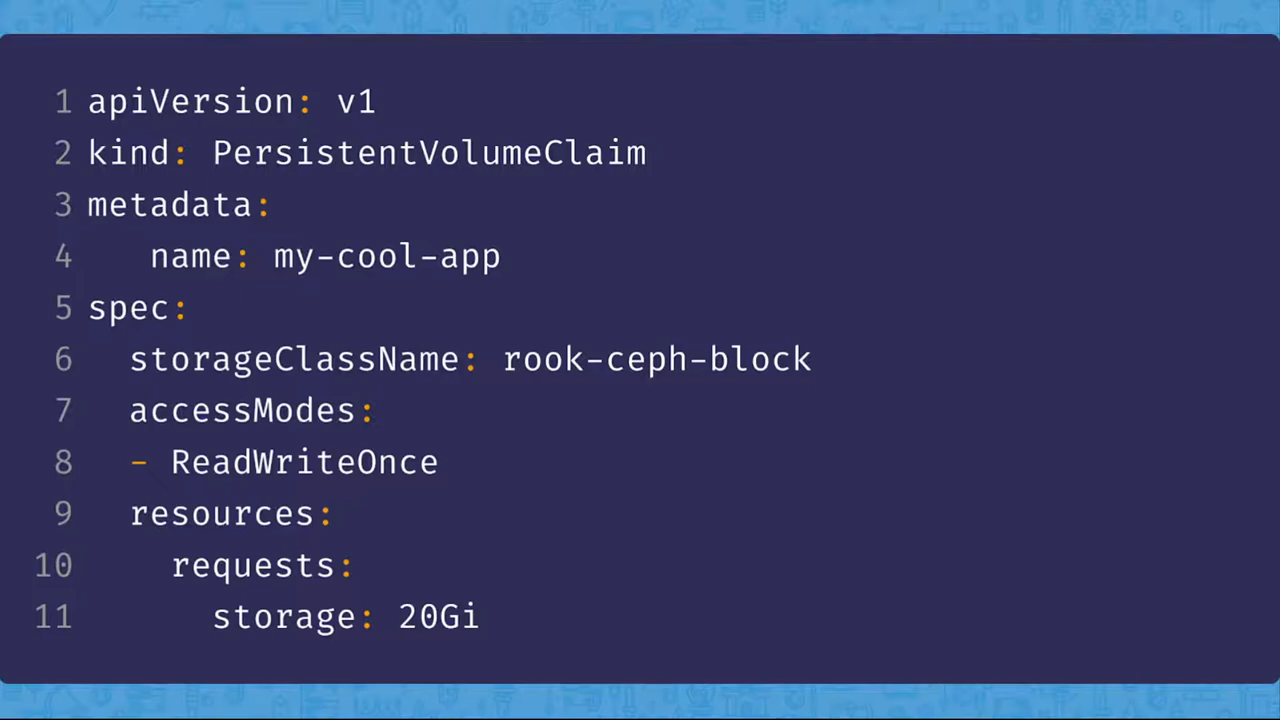 1 apiVersion: v1
2 kind: PersistentVolumeClaim
3 metadata:
4    name: my-cool-app
5 spec:
6   storageClassName: rook-ceph-block
7   accessModes:
8   - ReadWriteOnce
9   resources:
10     requests:
11       storage: 20Gi